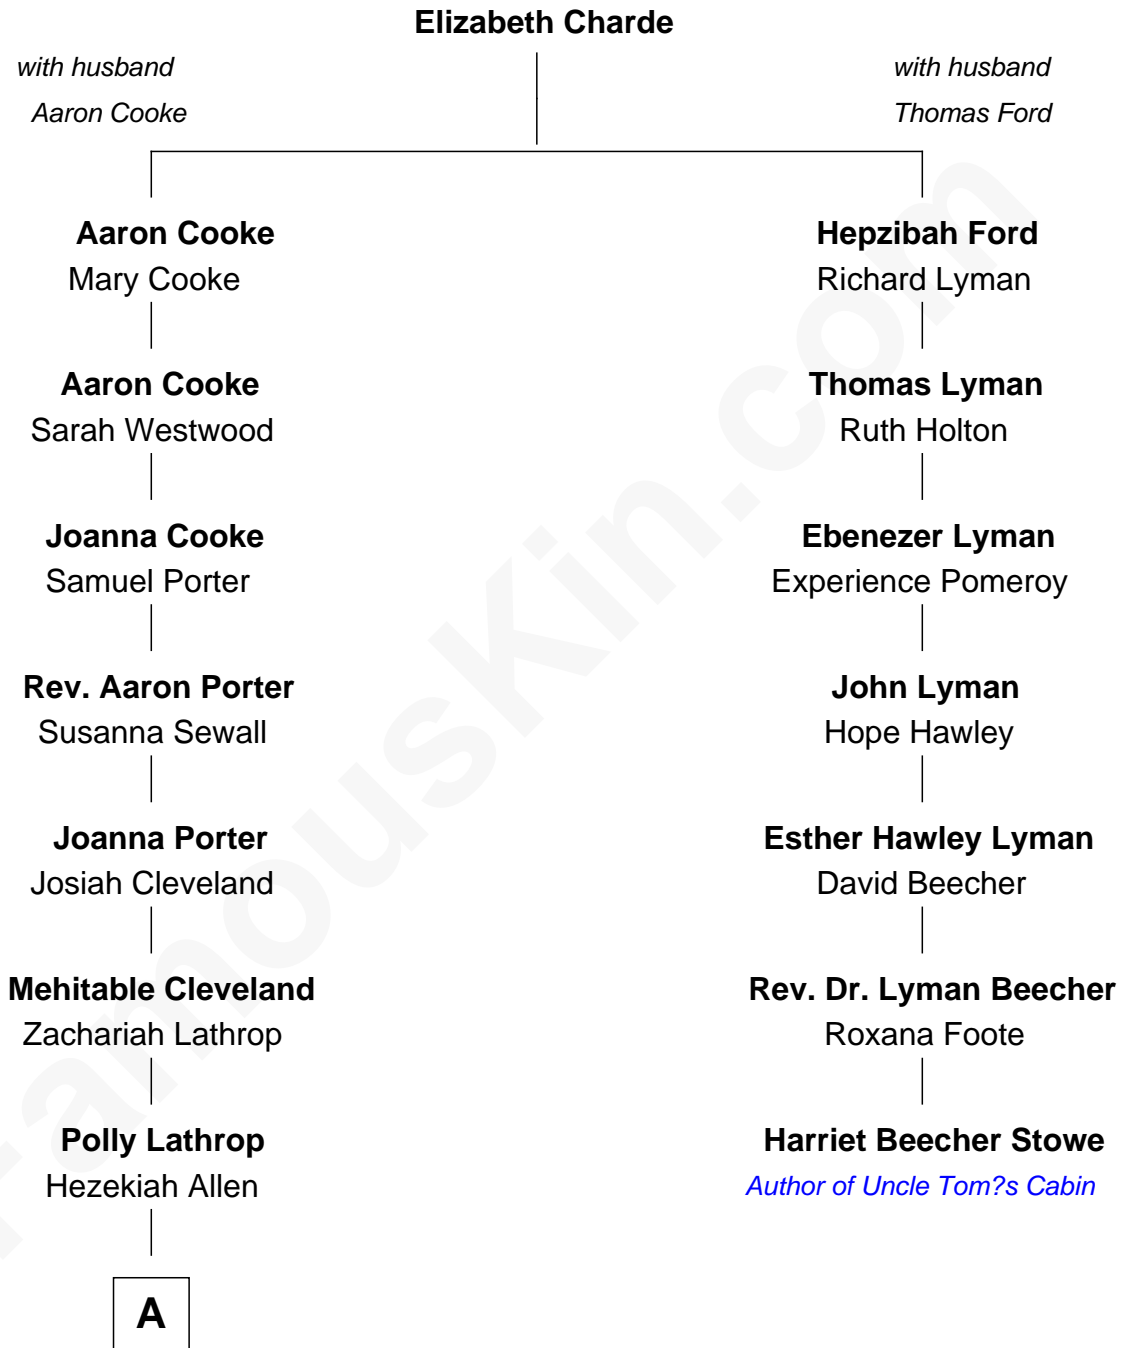 Elizabeth Charde
with husband
Aaron Cooke
with husband
Thomas Ford
Aaron Cooke
Mary Cooke
Hepzibah Ford
Richard Lyman
Aaron Cooke
Sarah Westwood
Thomas Lyman
Ruth Holton
Joanna Cooke
Samuel Porter
Ebenezer Lyman
Experience Pomeroy
Rev. Aaron Porter
Susanna Sewall
John Lyman
Hope Hawley
Joanna Porter
Josiah Cleveland
Esther Hawley Lyman
David Beecher
Mehitable Cleveland
Zachariah Lathrop
Rev. Dr. Lyman Beecher
Roxana Foote
Polly Lathrop
Hezekiah Allen
Harriet Beecher Stowe
Author of Uncle Tom?s Cabin
A
FamousKin.com